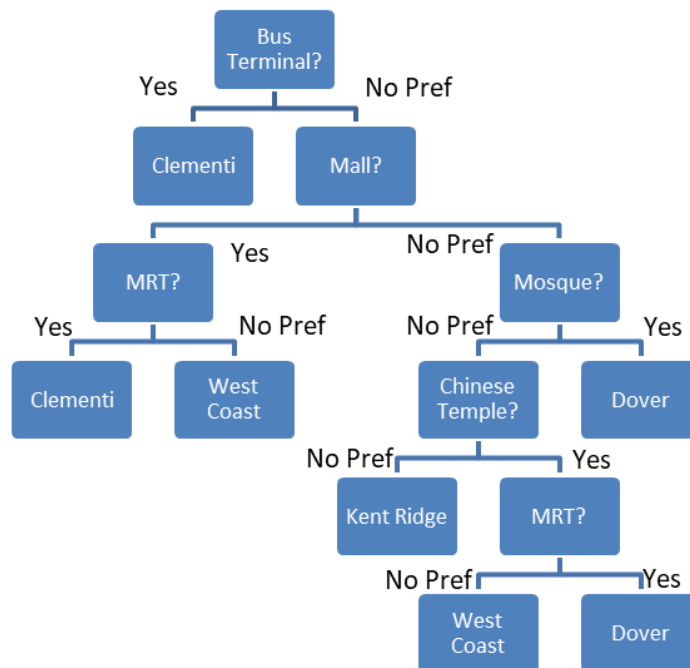 Bus
Terminal?
Yes
No Pref
Clementi
Mall?
Yes
No Pref
MRT?
Mosque?
Yes
No Pref
No Pref
Yes
Clementi
West
Coast
Chinese
Temple?
Dover
No Pref
Yes
Kent Ridge
MRT?
No Pref
Yes
West
Coast
Dover